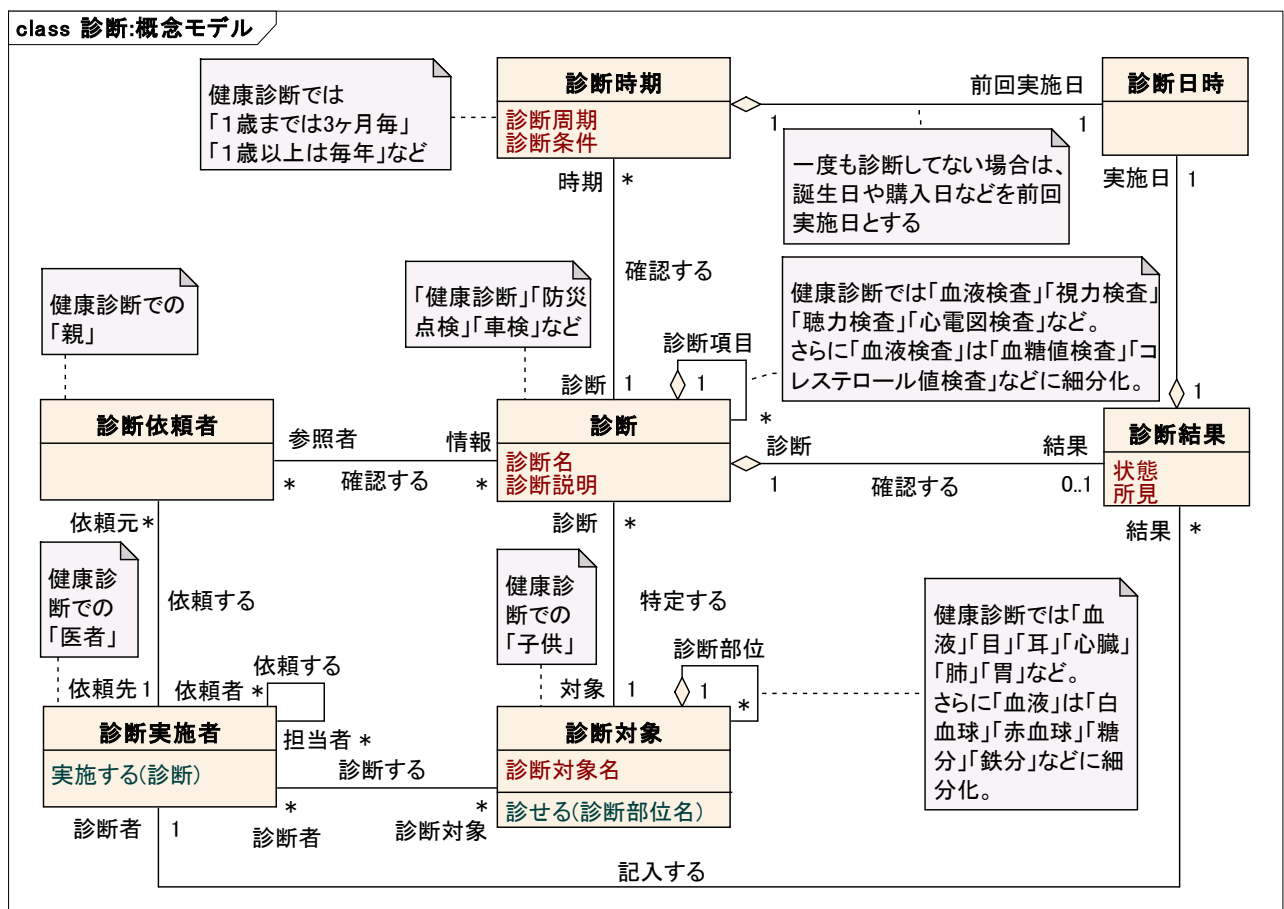 class 診断:概念モデル
健康診断では
「１歳までは3ヶ月毎」
「１歳以上は毎年」など
診断時期
診断周期
診断条件
前回実施日
1
1
診断日時
一度も診断してない場合は、
誕生日や購入日などを前回
実施日とする
時期
*
実施日
1
確認する
健康診断での
「親」
「健康診断」「防災
点検」「車検」など
健康診断では「血液検査」「視力検査」
「聴力検査」「心電図検査」など。
さらに「血液検査」は「血糖値検査」「コ
レステロール値検査」などに細分化。
診断項目
診断
1
1
*
1
診断依頼者
参照者
情報
*
確認する
*
診断
診断名
診断説明
診断
結果
1
確認する
0..1
診断結果
状態
所見
依頼元
*
診断
*
結果
*
健康診
断での
「医者」
依頼する
健康診
断での
「子供」
特定する
健康診断では「血
液」「目」「耳」「心臓」
「肺」「胃」など。
さらに「血液」は「白
血球」「赤血球」「糖
分」「鉄分」などに細
分化。
依頼する
診断部位
依頼先
1
依頼者
*
担当者
*
対象
1
1
*
診断実施者
実施する(診断)
診断する
*
*
診断者
診断対象
診断対象
診断対象名
診せる(診断部位名)
診断者
1
記入する